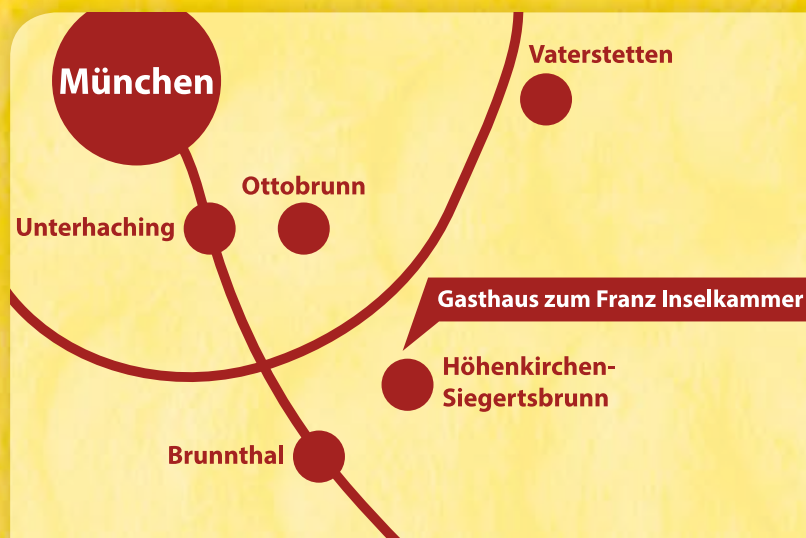 Vaterstetten
München
Ottobrunn
Unterhaching
Gasthaus zum Franz Inselkammer
Höhenkirchen-
Siegertsbrunn
Brunnthal